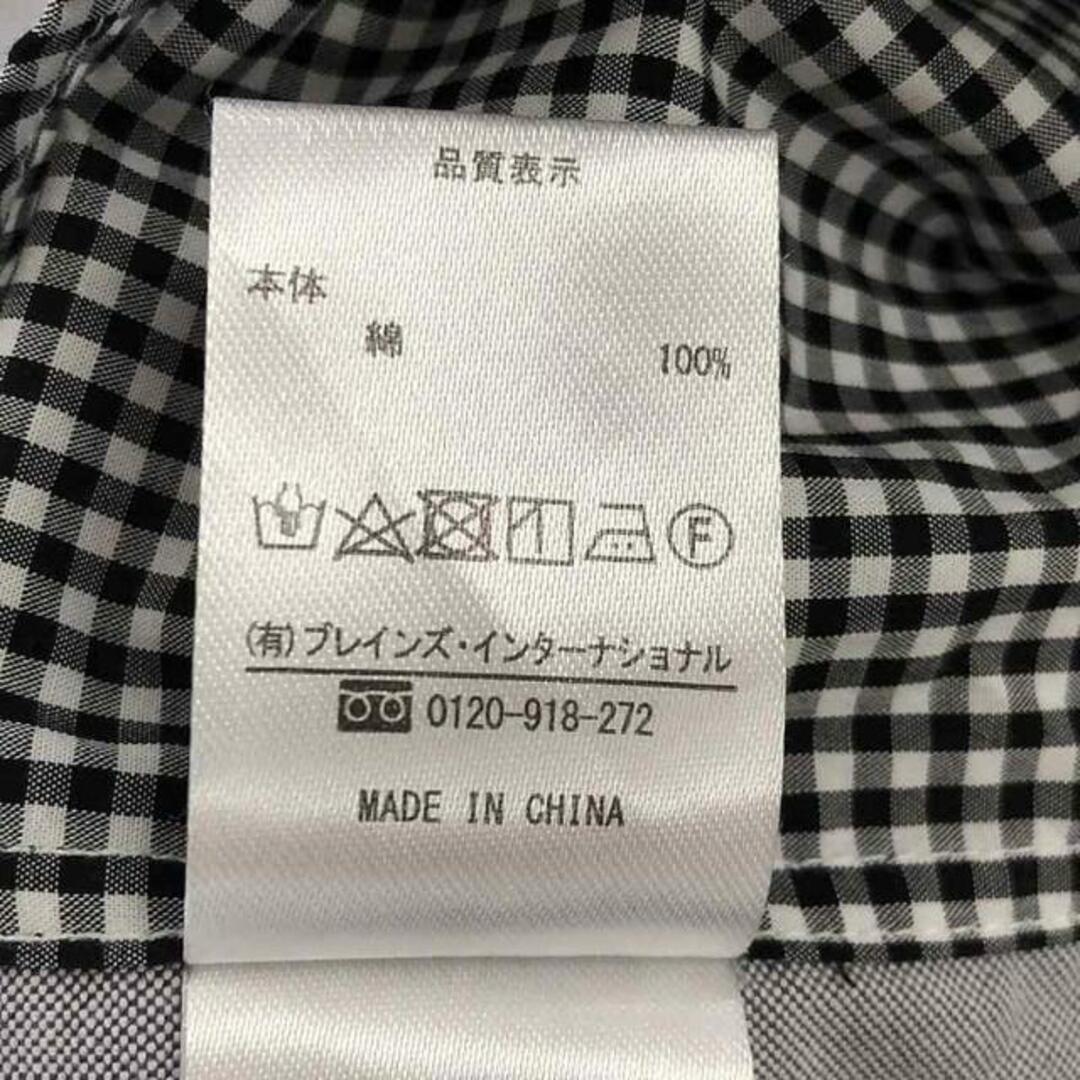 品質表示
本体
綿 100%
F
(有)ブレインズ・インターナショナル
0120-918-272
MADE IN CHINA